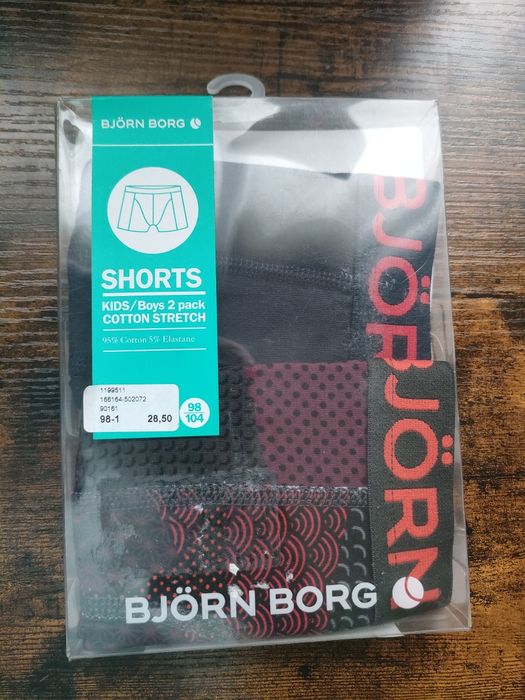 BJÖRN BORG
SHORTS
KIDS/Boys 2 pack
COTTON STRETCH
95% Cotton 5% Elastane
1199511
166164-502072
90161
98-1 28,50
98
104
BJÖR
BJÖRN
BJÖRN BORG